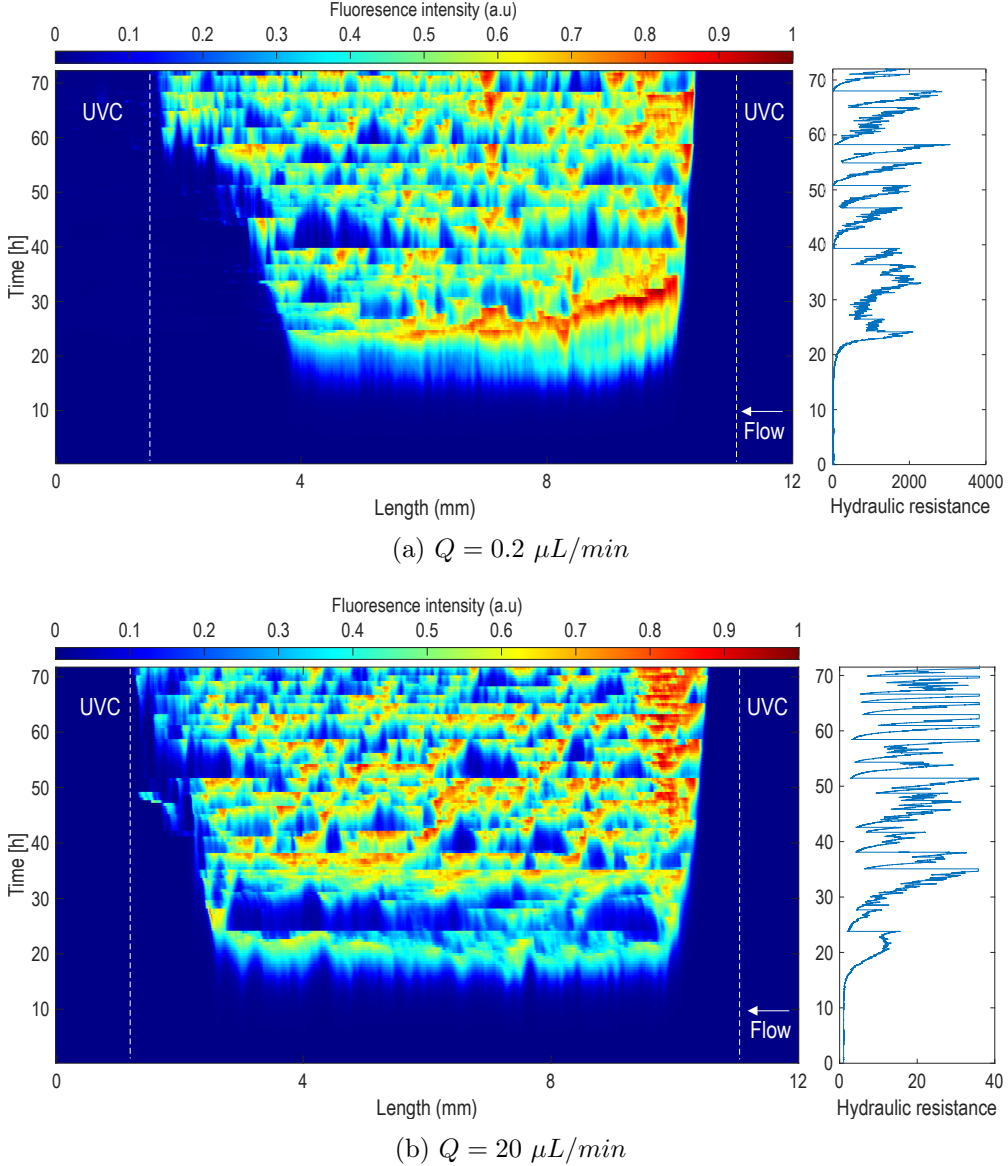 Fluoresence intensity (a.u)
0 0.1 0.2 0.3 0.4 0.5 0.6 0.7 0.8 0.9 1
UVC UVC
Flow
Time [h]
70
60
50
40
30
20
10
0 4 8 12
Length (mm)
70
60
50
40
30
20
10
0
0 2000 4000
Hydraulic resistance
(a) Q = 0.2 μL/min
Fluoresence intensity (a.u)
0 0.1 0.2 0.3 0.4 0.5 0.6 0.7 0.8 0.9 1
UVC UVC
Flow
Time [h]
70
60
50
40
30
20
10
0 4 8 12
Length (mm)
70
60
50
40
30
20
10
0
0 20 40
Hydraulic resistance
(b) Q = 20 μL/min